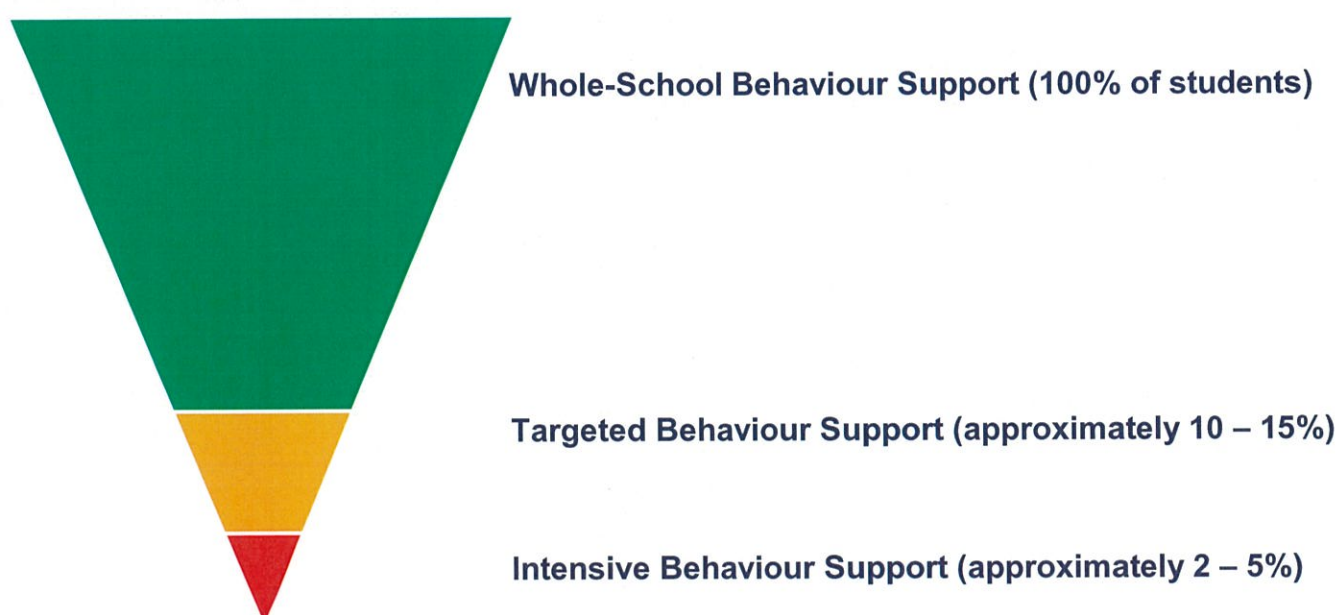 Whole-School Behaviour Support (100% of students)
Targeted Behaviour Support (approximately 10 – 15%)
Intensive Behaviour Support (approximately 2 – 5%)